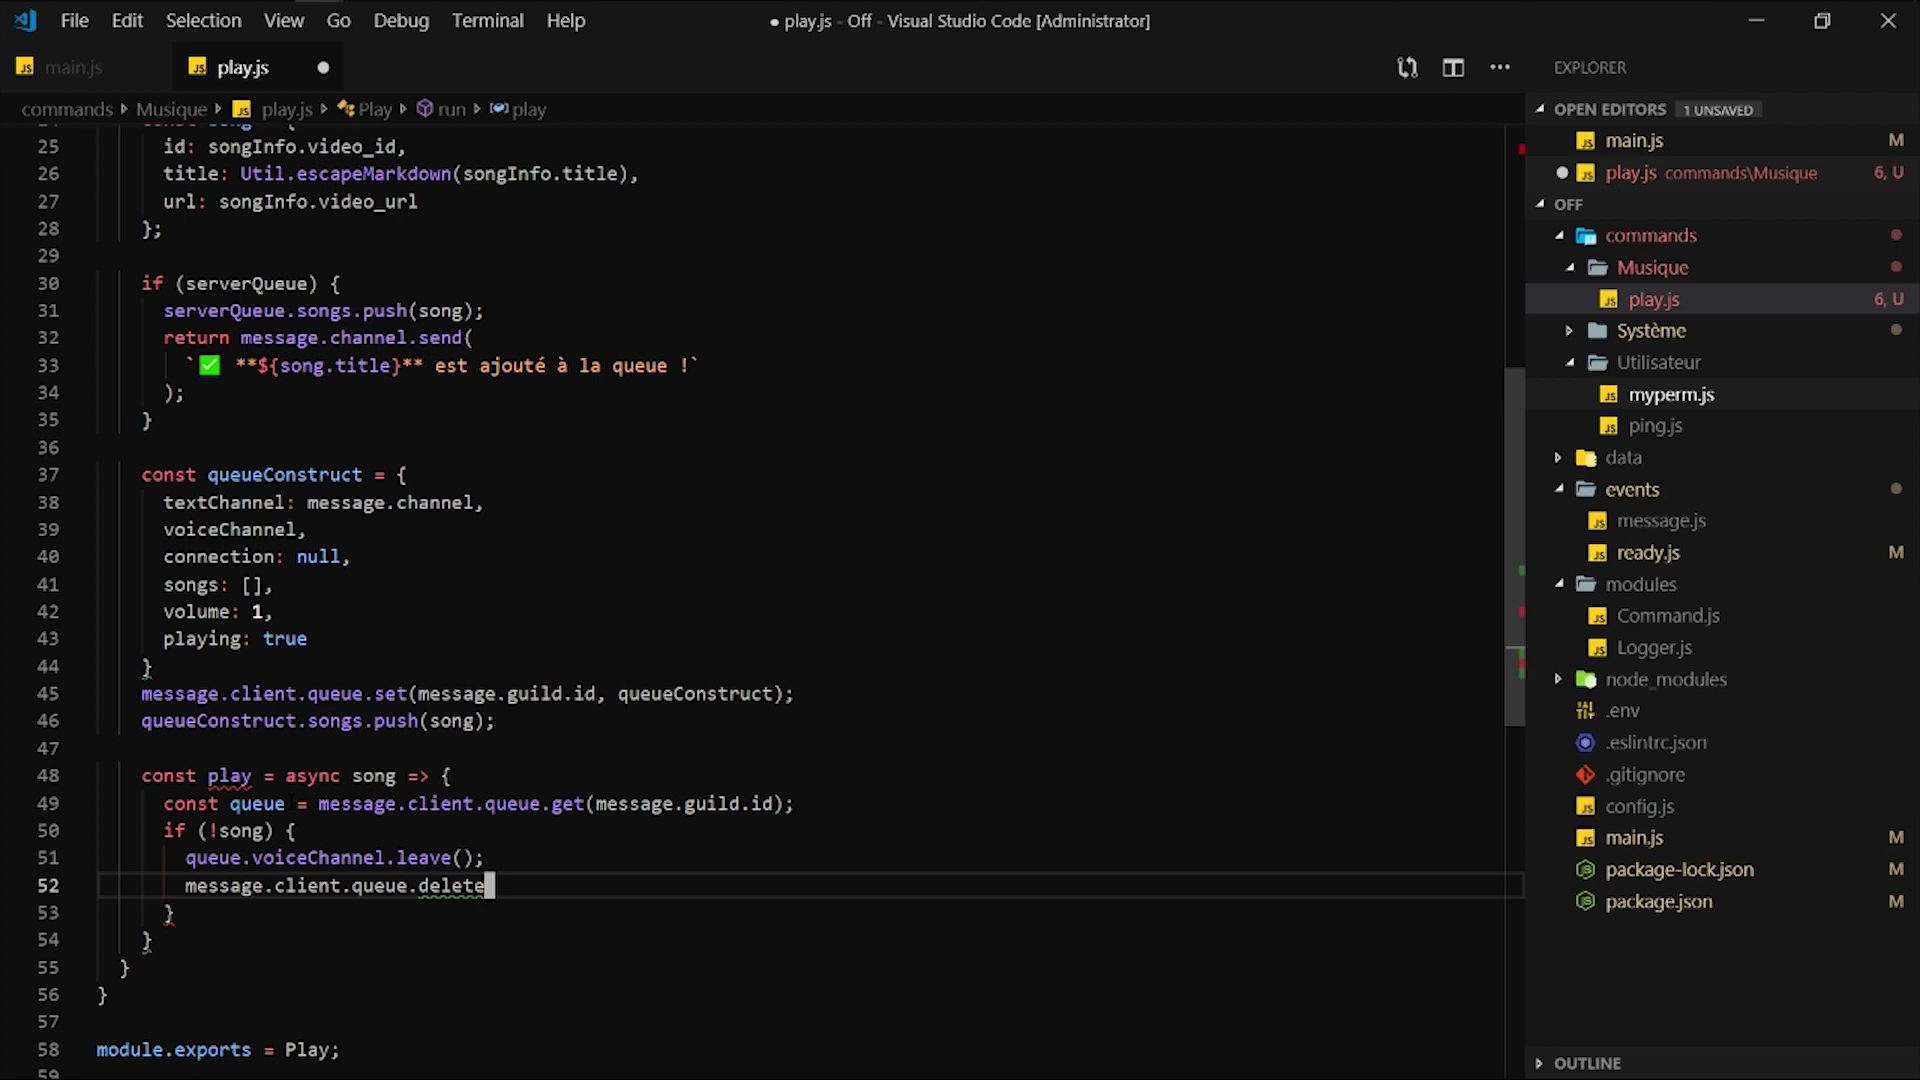 File Edit Selection View Go Debug Terminal Help
● play.js - Off - Visual Studio Code [Administrator]
main.js
play.js
EXPLORER
commands Musique play.js Play run play
25 id: songInfo.video_id,
26 title: Util.escapeMarkdown(songInfo.title),
27 url: songInfo.video_url
28 };
29
30 if (serverQueue) {
31 serverQueue.songs.push(song);
32 return message.channel.send(
33 `✅ **${song.title}** est ajouté à la queue !`
34 );
35 }
36
37 const queueConstruct = {
38 textChannel: message.channel,
39 voiceChannel,
40 connection: null,
41 songs: [],
42 volume: 1,
43 playing: true
44 }
45 message.client.queue.set(message.guild.id, queueConstruct);
46 queueConstruct.songs.push(song);
47
48 const play = async song => {
49 const queue = message.client.queue.get(message.guild.id);
50 if (!song) {
51 queue.voiceChannel.leave();
52 message.client.queue.delete
53 }
54 }
55 }
56 }
57
58 module.exports = Play;
59
OPEN EDITORS 1 UNSAVED
main.js M
play.js commands\Musique 6, U
OFF
commands
Musique
play.js 6, U
Système
Utilisateur
myperm.js
ping.js
data
events
message.js
ready.js M
modules
Command.js
Logger.js
node_modules
.env
.eslintrc.json
.gitignore
config.js
main.js M
package-lock.json M
package.json M
OUTLINE